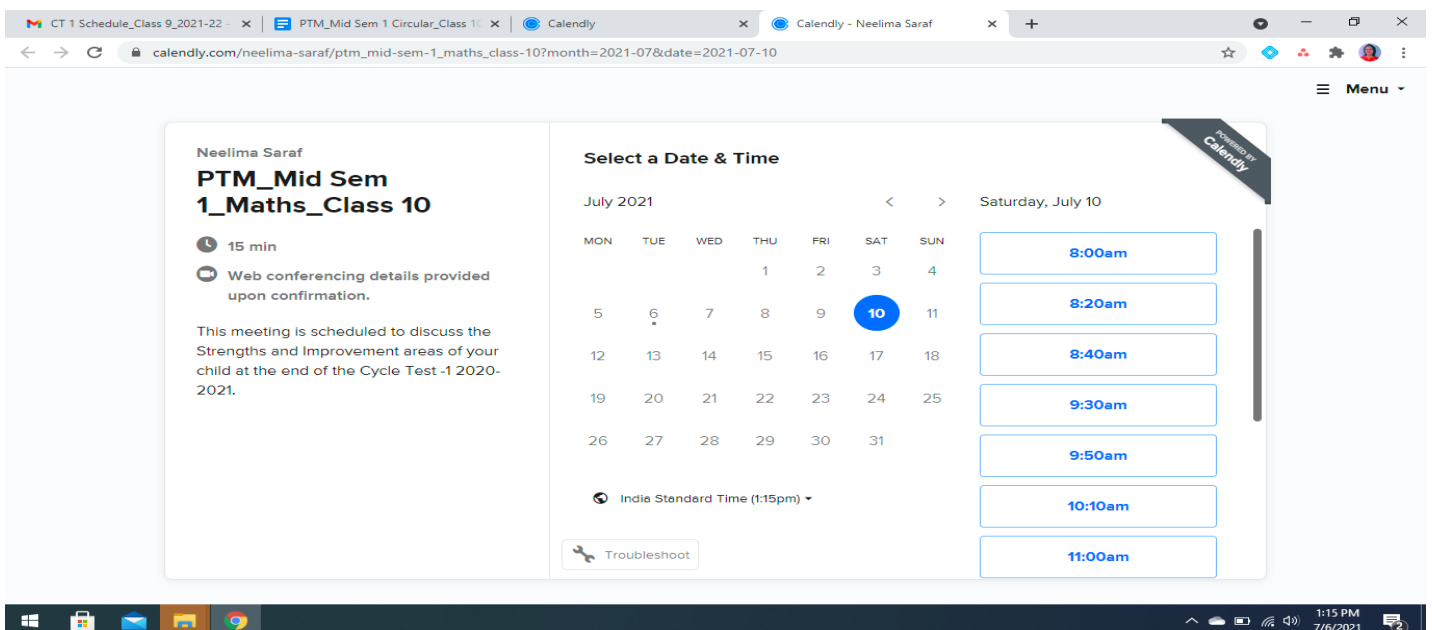 CT 1 Schedule_Class 9_2021-22 -
PTM_Mid Sem 1 Circular_Class 1
Calendly
Calendly - Neelima Saraf
calendly.com/neelima-saraf/ptm_mid-sem-1_maths_class-10?month=2021-07&date=2021-07-10
Menu
POWERED BY
Calendly
Neelima Saraf
PTM_Mid Sem
1_Maths_Class 10
15 min
Web conferencing details provided
upon confirmation.
This meeting is scheduled to discuss the
Strengths and Improvement areas of your
child at the end of the Cycle Test -1 2020-
2021.
Select a Date & Time
July 2021
< >
MON TUE WED THU FRI SAT SUN
1 2 3 4
5 6 7 8 9 10 11
12 13 14 15 16 17 18
19 20 21 22 23 24 25
26 27 28 29 30 31
India Standard Time (1:15pm)
Troubleshoot
Saturday, July 10
8:00am
8:20am
8:40am
9:30am
9:50am
10:10am
11:00am
1:15 PM
7/6/2021
2